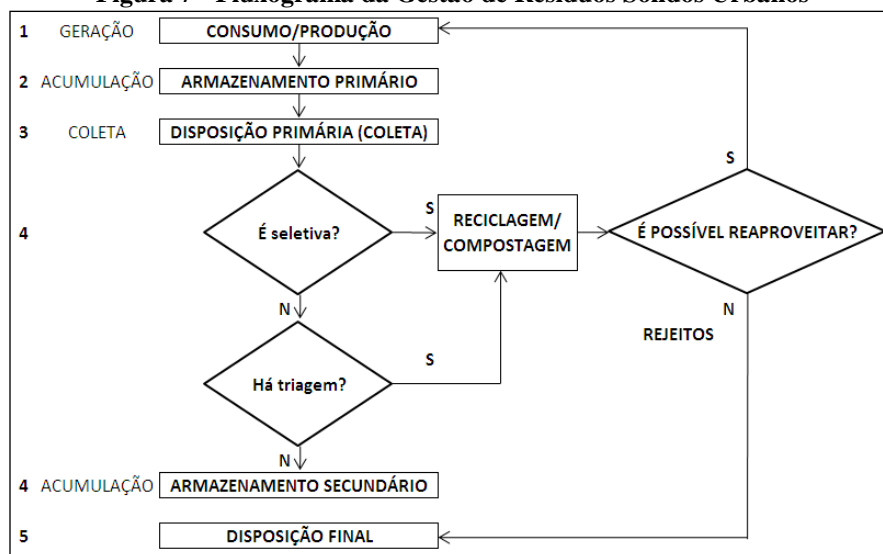 Figura 7 - Fluxograma da Gestão de Resíduos Sólidos Urbanos
1 GERAÇÃO CONSUMO/PRODUÇÃO
2 ACUMULAÇÃO ARMAZENAMENTO PRIMÁRIO
3 COLETA DISPOSIÇÃO PRIMÁRIA (COLETA)
S
4 É seletiva? S RECICLAGEM/
COMPOSTAGEM
É POSSÍVEL REAPROVEITAR?
N
N
REJEITOS
Há triagem? S
N
4 ACUMULAÇÃO ARMAZENAMENTO SECUNDÁRIO
5 DISPOSIÇÃO FINAL